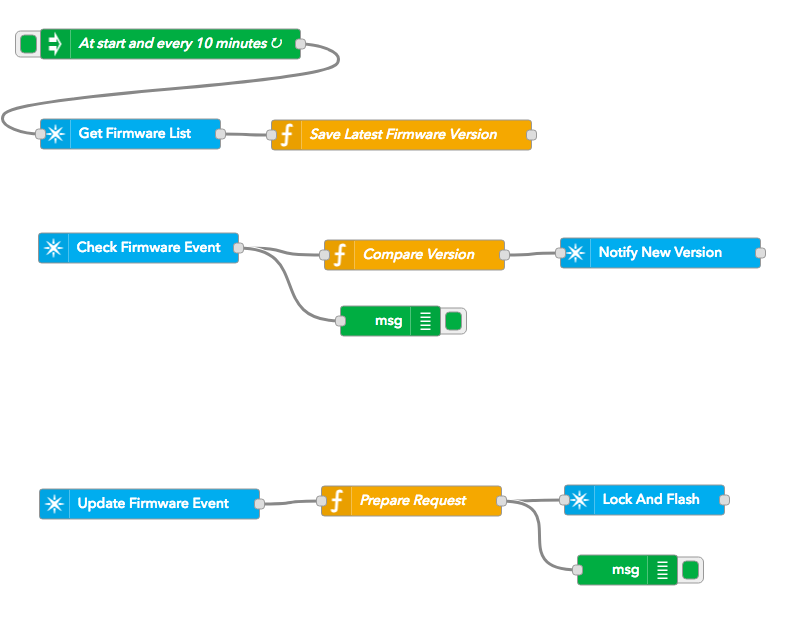 At start and every 10 minutes ↻
Get Firmware List
Save Latest Firmware Version
Check Firmware Event
Compare Version
Notify New Version
msg
Update Firmware Event
Prepare Request
Lock And Flash
msg